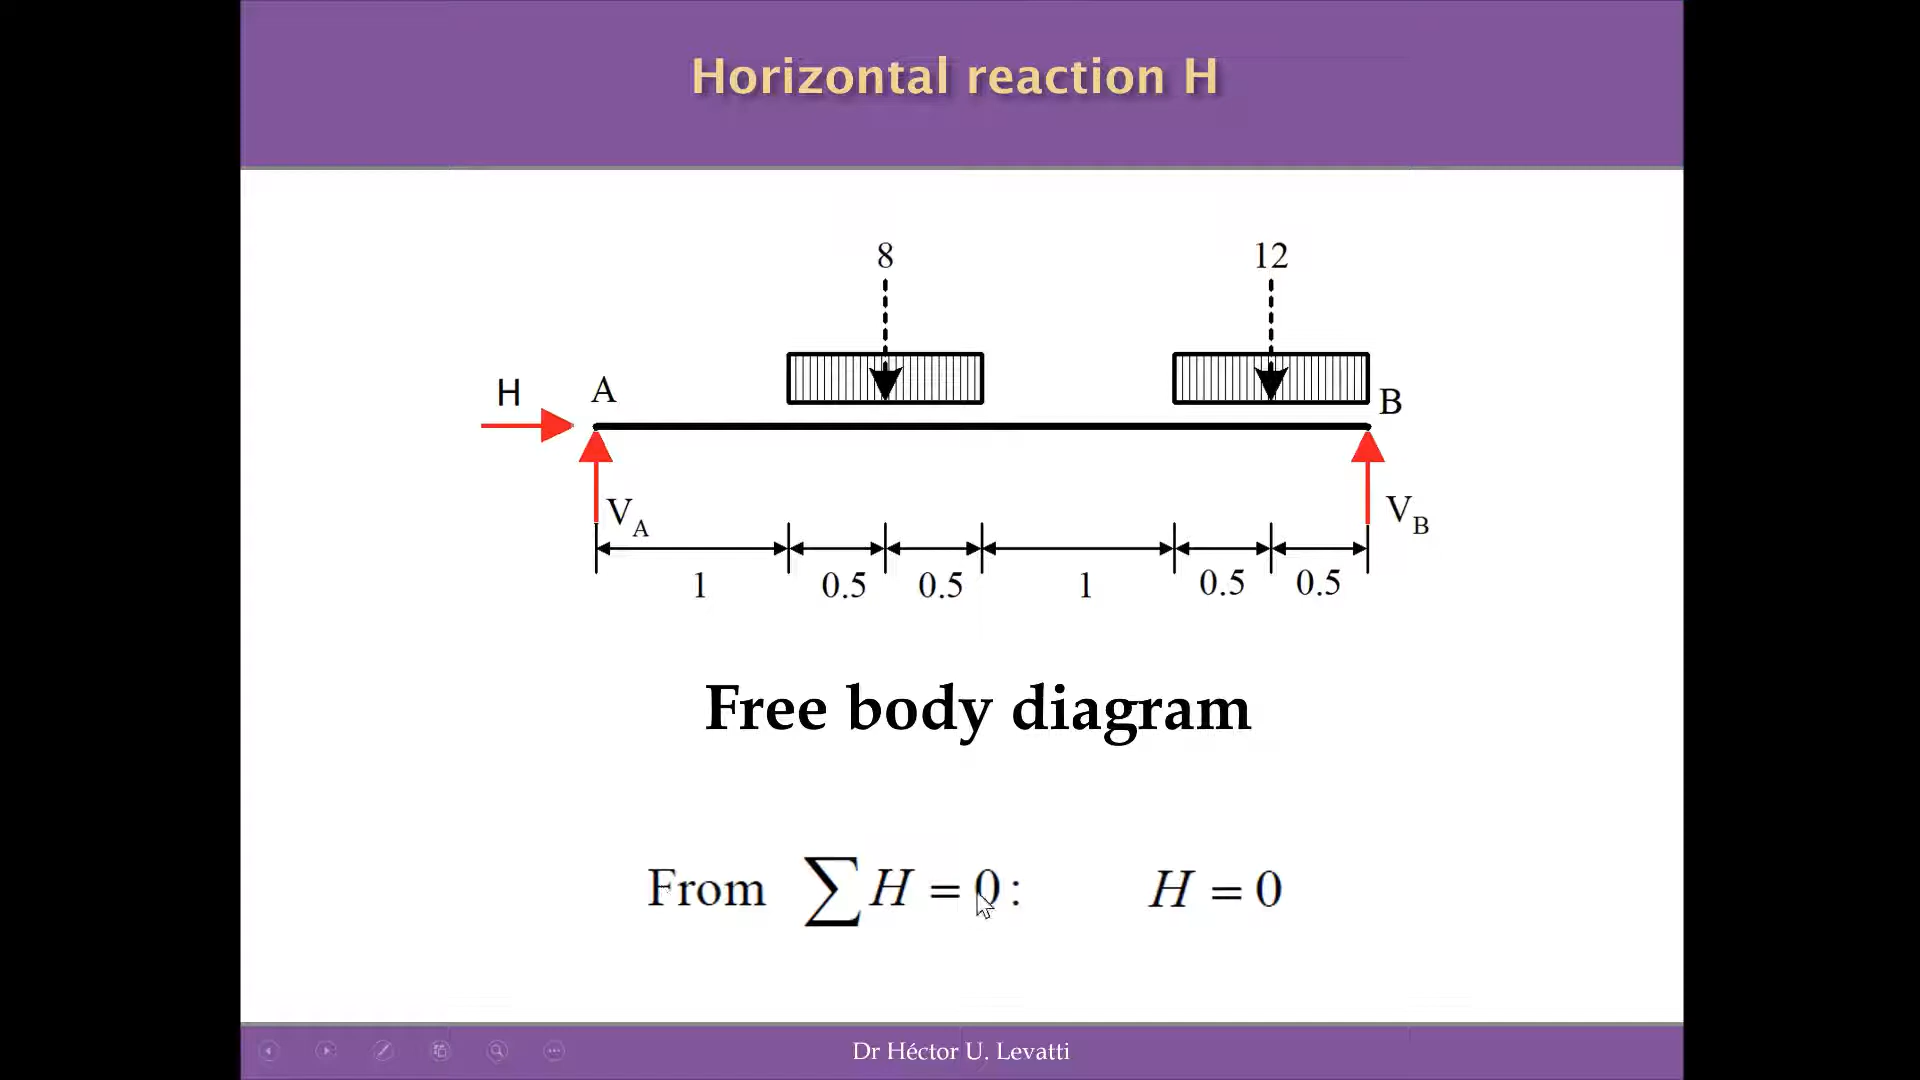 Horizontal reaction H
8
12
H
A
B
V_A
V_B
1
0.5
0.5
1
0.5
0.5
Free body diagram
From ∑H = 0: H = 0
Dr Héctor U. Levatti